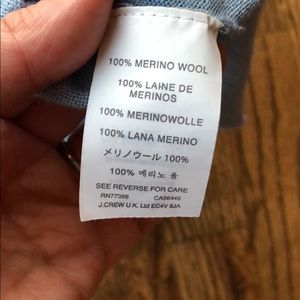 100% MERINO WOOL
100% LAINE DE
MERINOS
100% MERINOWOLLE
100% LANA MERINO
メリノウール 100%
100% 메리노 울
SEE REVERSE FOR CARE
RN77388 CA56445
J.CREW U.K. Ltd EC4V 6JA